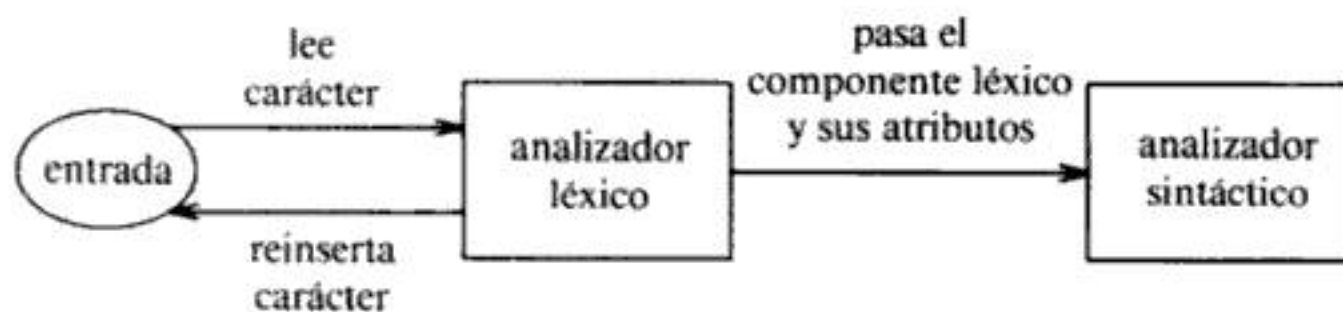 lee
carácter
entrada
reinserta
carácter
analizador
léxico
pasa el
componente léxico
y sus atributos
analizador
sintáctico